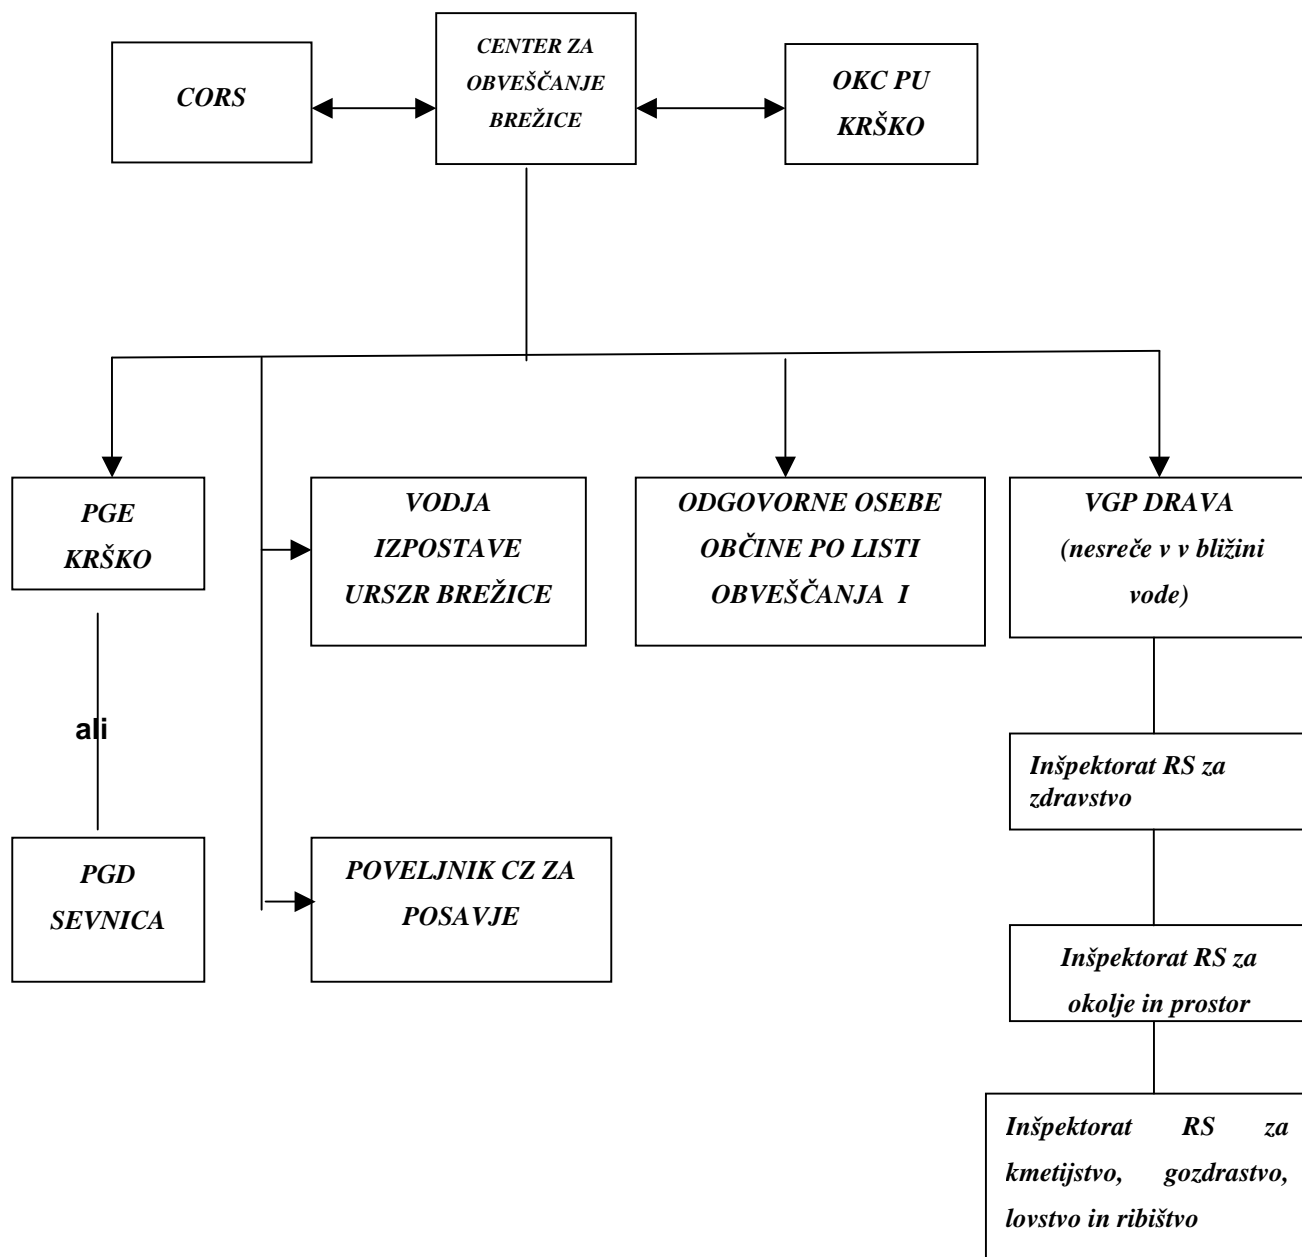 CORS
CENTER ZA
OBVEŠČANJE
BREŽICE
OKC PU
KRŠKO
PGE
KRŠKO
VODJA
IZPOSTAVE
URSZR BREŽICE
ODGOVORNE OSEBE
OBČINE PO LISTI
OBVEŠČANJA I
VGP DRAVA
(nesreče v v bližini
vode)
ali
Inšpektorat RS za
zdravstvo
PGD
SEVNICA
POVELJNIK CZ ZA
POSAVJE
Inšpektorat RS za
okolje in prostor
Inšpektorat RS za
kmetijstvo, gozdrastvo,
lovstvo in ribištvo